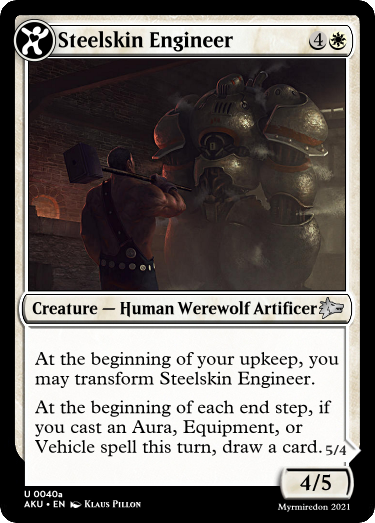 Steelskin Engineer 4
Creature — Human Werewolf Artificer
At the beginning of your upkeep, you
may transform Steelskin Engineer.
At the beginning of each end step, if
you cast an Aura, Equipment, or
Vehicle spell this turn, draw a card.
5/4
4/5
U 0040a
AKU • EN Klaus Pillon
Myrmiredon 2021